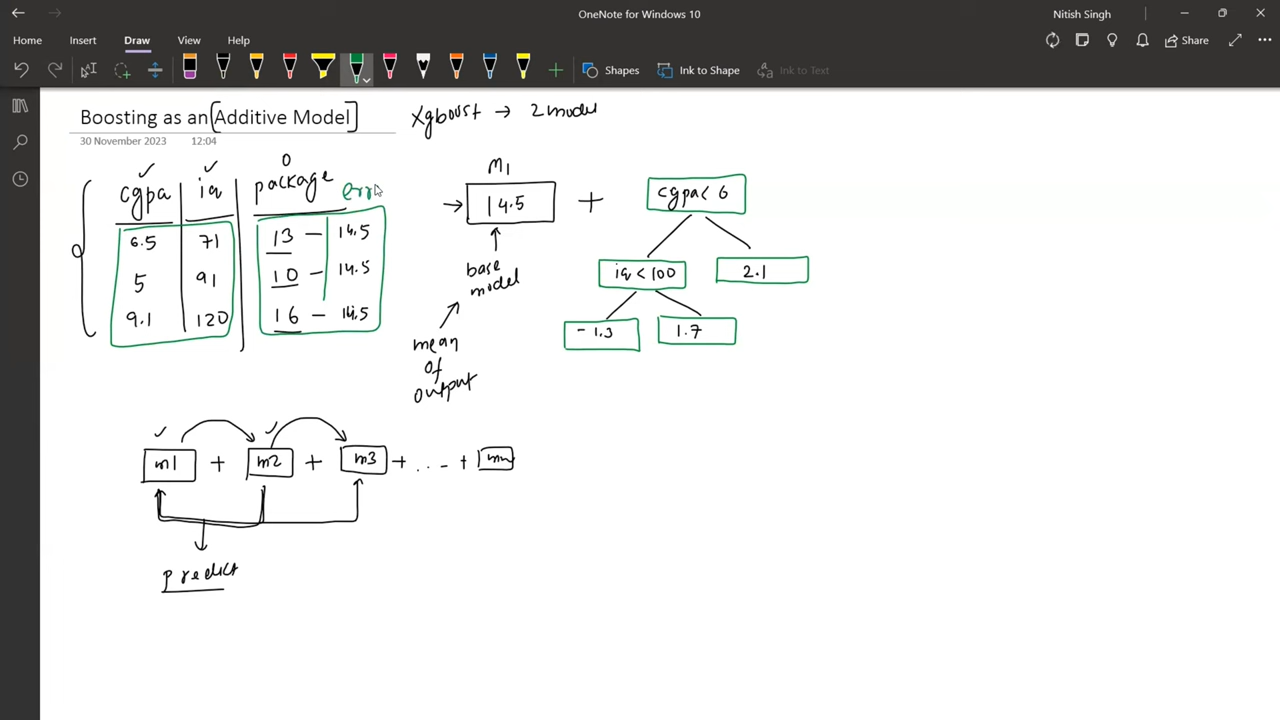 OneNote for Windows 10
Nitish Singh
Home Insert Draw View Help
Share
Shapes
Ink to Shape
Ink to Text
Boosting as an [Additive Model]
30 November 2023 12:04
Xgboost → 2 model
cgpa iq package err
6.5 71 13 - 14.5
5 91 10 - 14.5
9.1 120 16 - 14.5
M1
→ 14.5 + cgpa < 6
iq < 100 2.1
-1.3 1.7
base
model
mean
of
output
m1 + m2 + m3 + ... + mn
predict